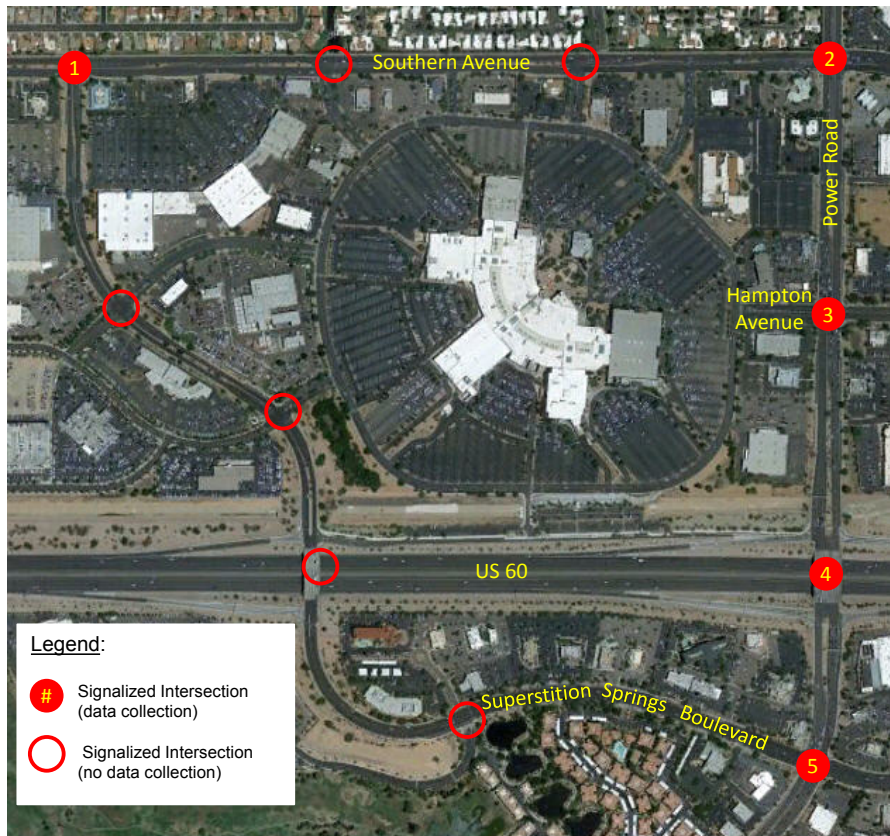 1
Southern Avenue
2
Power Road
Hampton
Avenue
3
US 60
4
Legend:
#
Signalized Intersection
(data collection)
Signalized Intersection
(no data collection)
Superstition Springs Boulevard
5